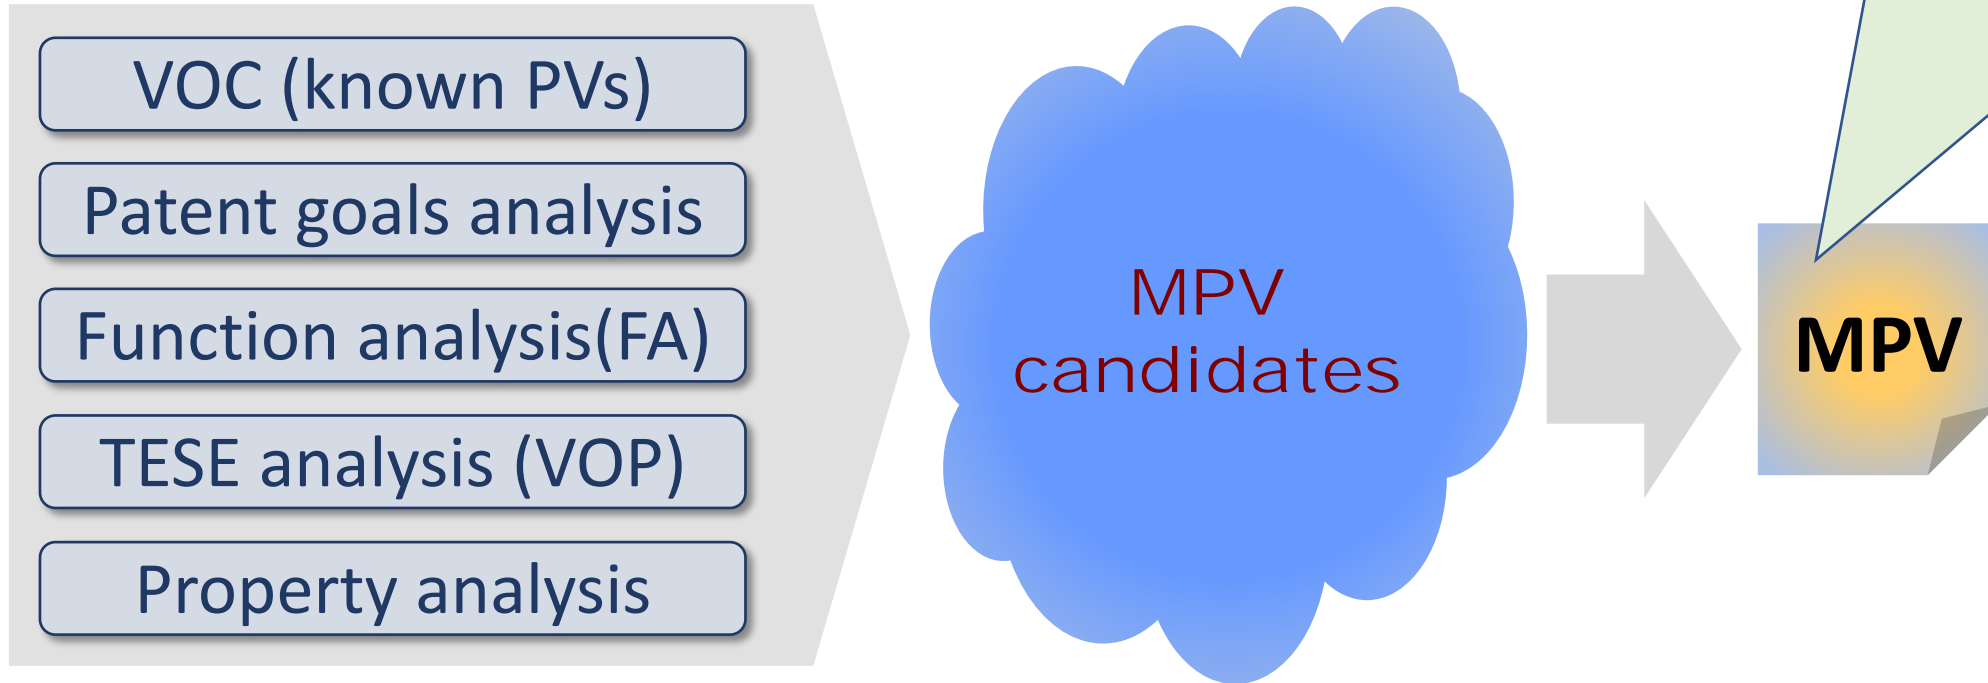 VOC (known PVs)
Patent goals analysis
Function analysis(FA)
TESE analysis (VOP)
Property analysis
MPV
candidates
MPV